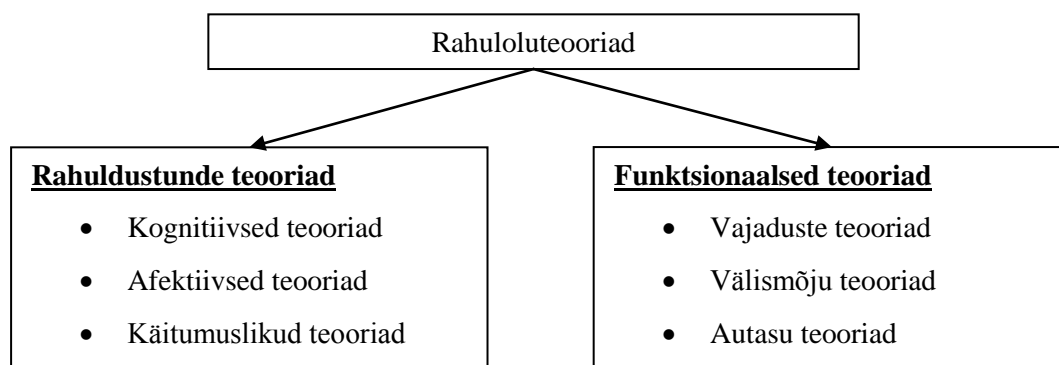 Rahuloluteooriad
Rahuldustunde teooriad
• Kognitiivsed teooriad
• Afektiivsed teooriad
• Käitumuslikud teooriad
Funktsionaalsed teooriad
• Vajaduste teooriad
• Välismõju teooriad
• Autasu teooriad